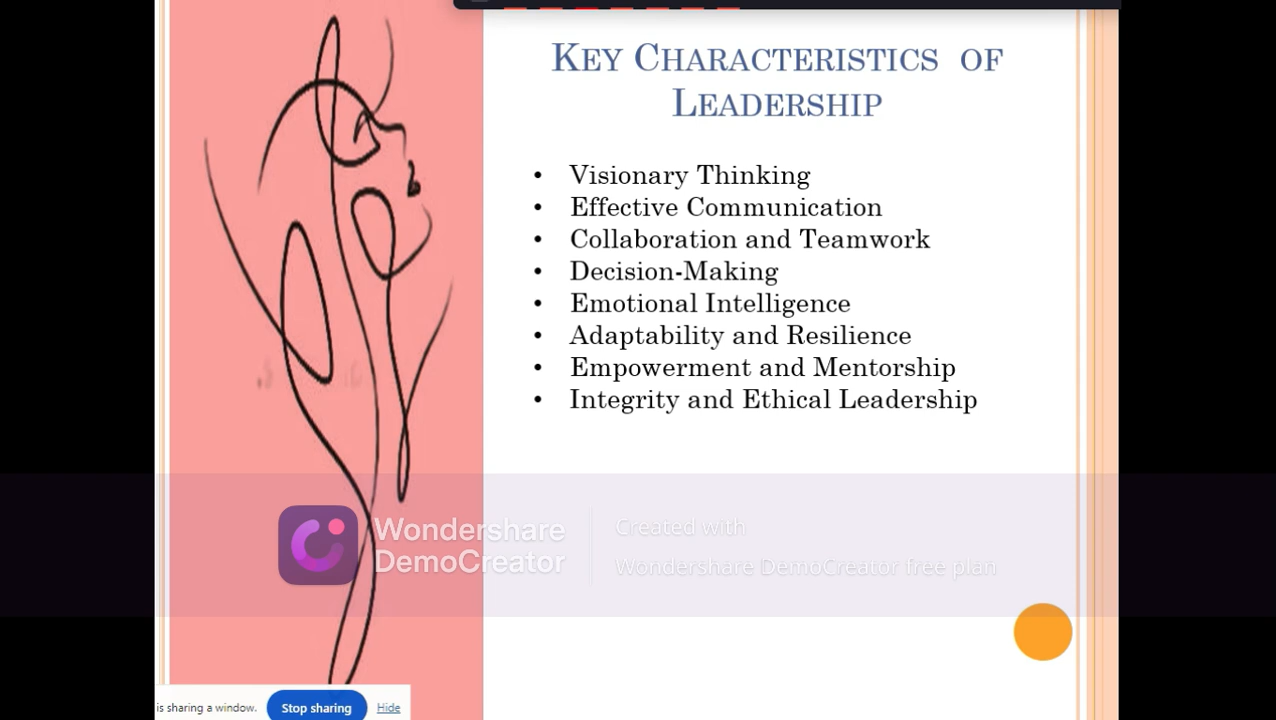 KEY CHARACTERISTICS OF
LEADERSHIP
• Visionary Thinking
• Effective Communication
• Collaboration and Teamwork
• Decision-Making
• Emotional Intelligence
• Adaptability and Resilience
• Empowerment and Mentorship
• Integrity and Ethical Leadership
Wondershare
DemoCreator
Created with
Wondershare DemoCreator free plan
is sharing a window.
Stop sharing
Hide